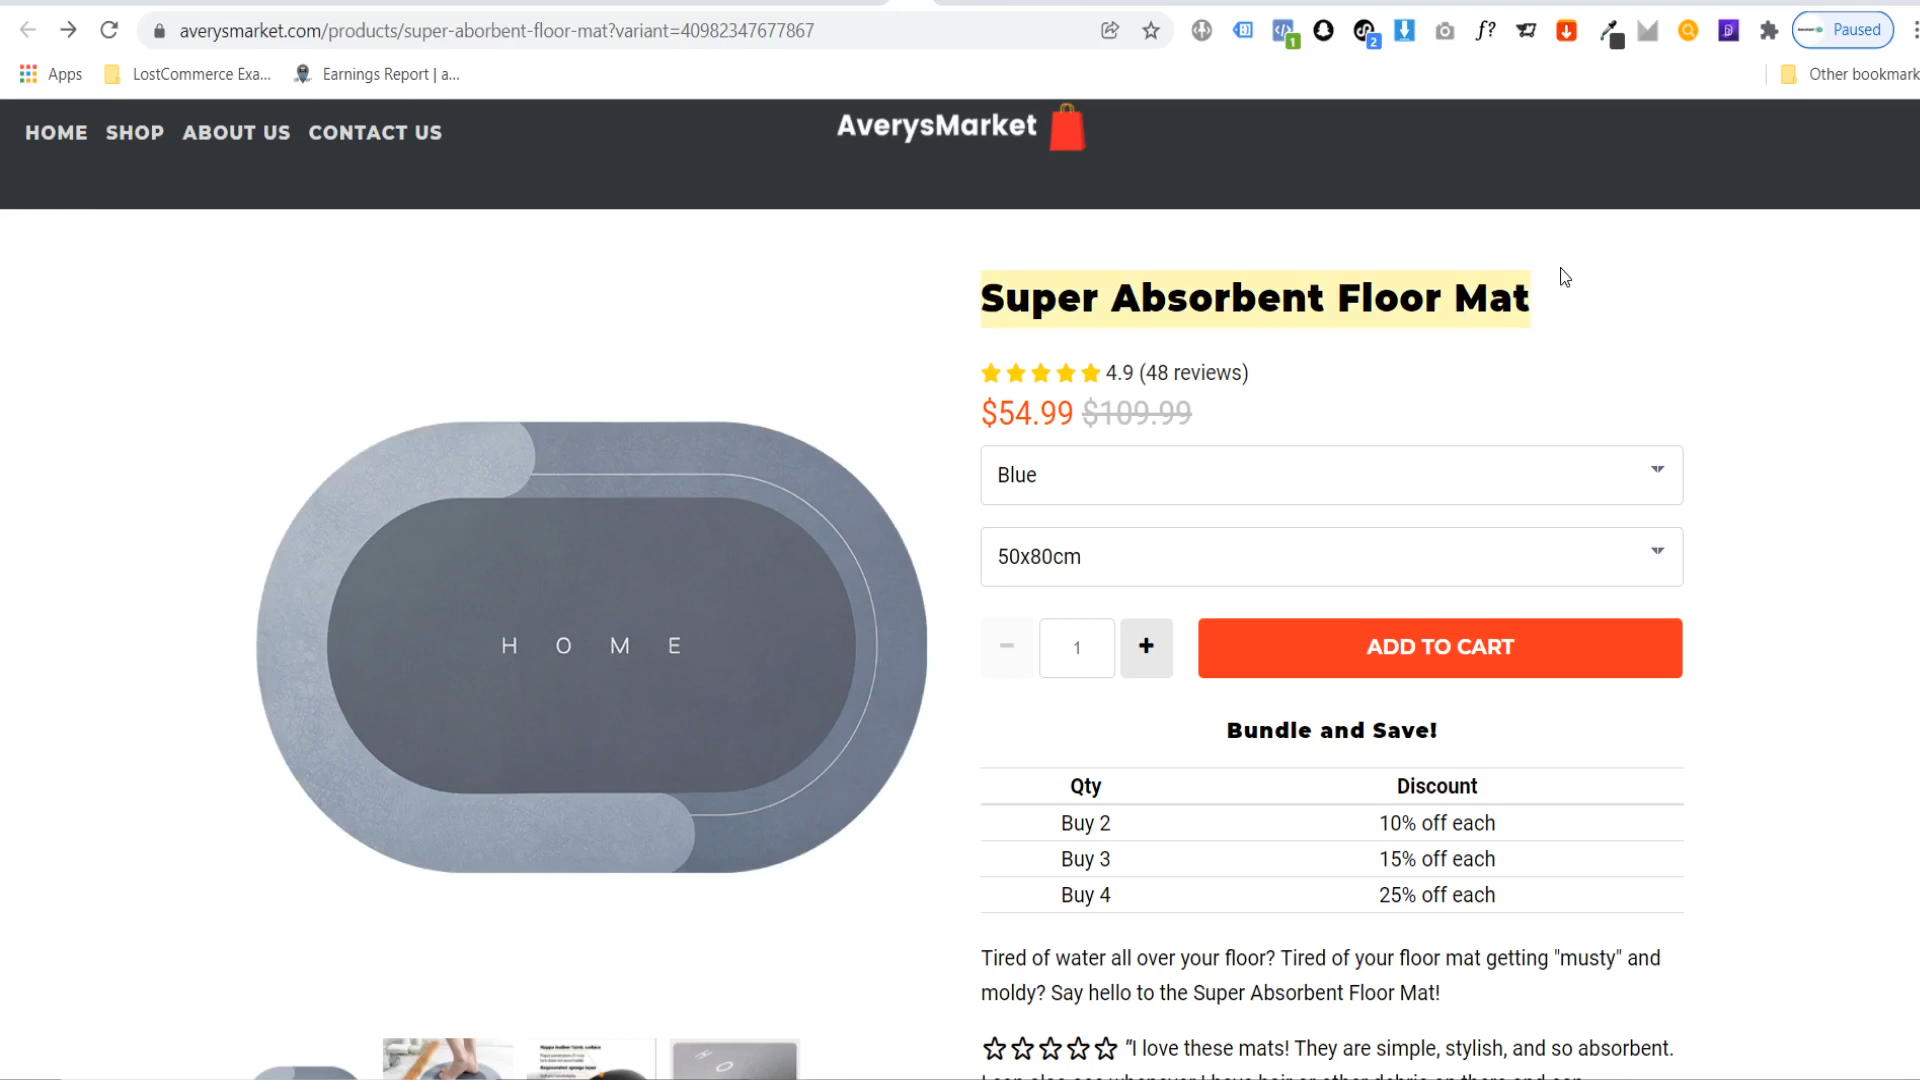 averysmarket.com/products/super-aborbent-floor-mat?variant=40982347677867
1
2
f?
Paused
Apps
LostCommerce Exa...
Earnings Report | a...
Other bookmark
HOME SHOP ABOUT US CONTACT US
AverysMarket
Super Absorbent Floor Mat
4.9 (48 reviews)
$54.99 $109.99
Blue
50x80cm
HOME
− 1 +
ADD TO CART
Bundle and Save!
Qty Discount
Buy 2 10% off each
Buy 3 15% off each
Buy 4 25% off each
Tired of water all over your floor? Tired of your floor mat getting "musty" and
moldy? Say hello to the Super Absorbent Floor Mat!
"I love these mats! They are simple, stylish, and so absorbent.